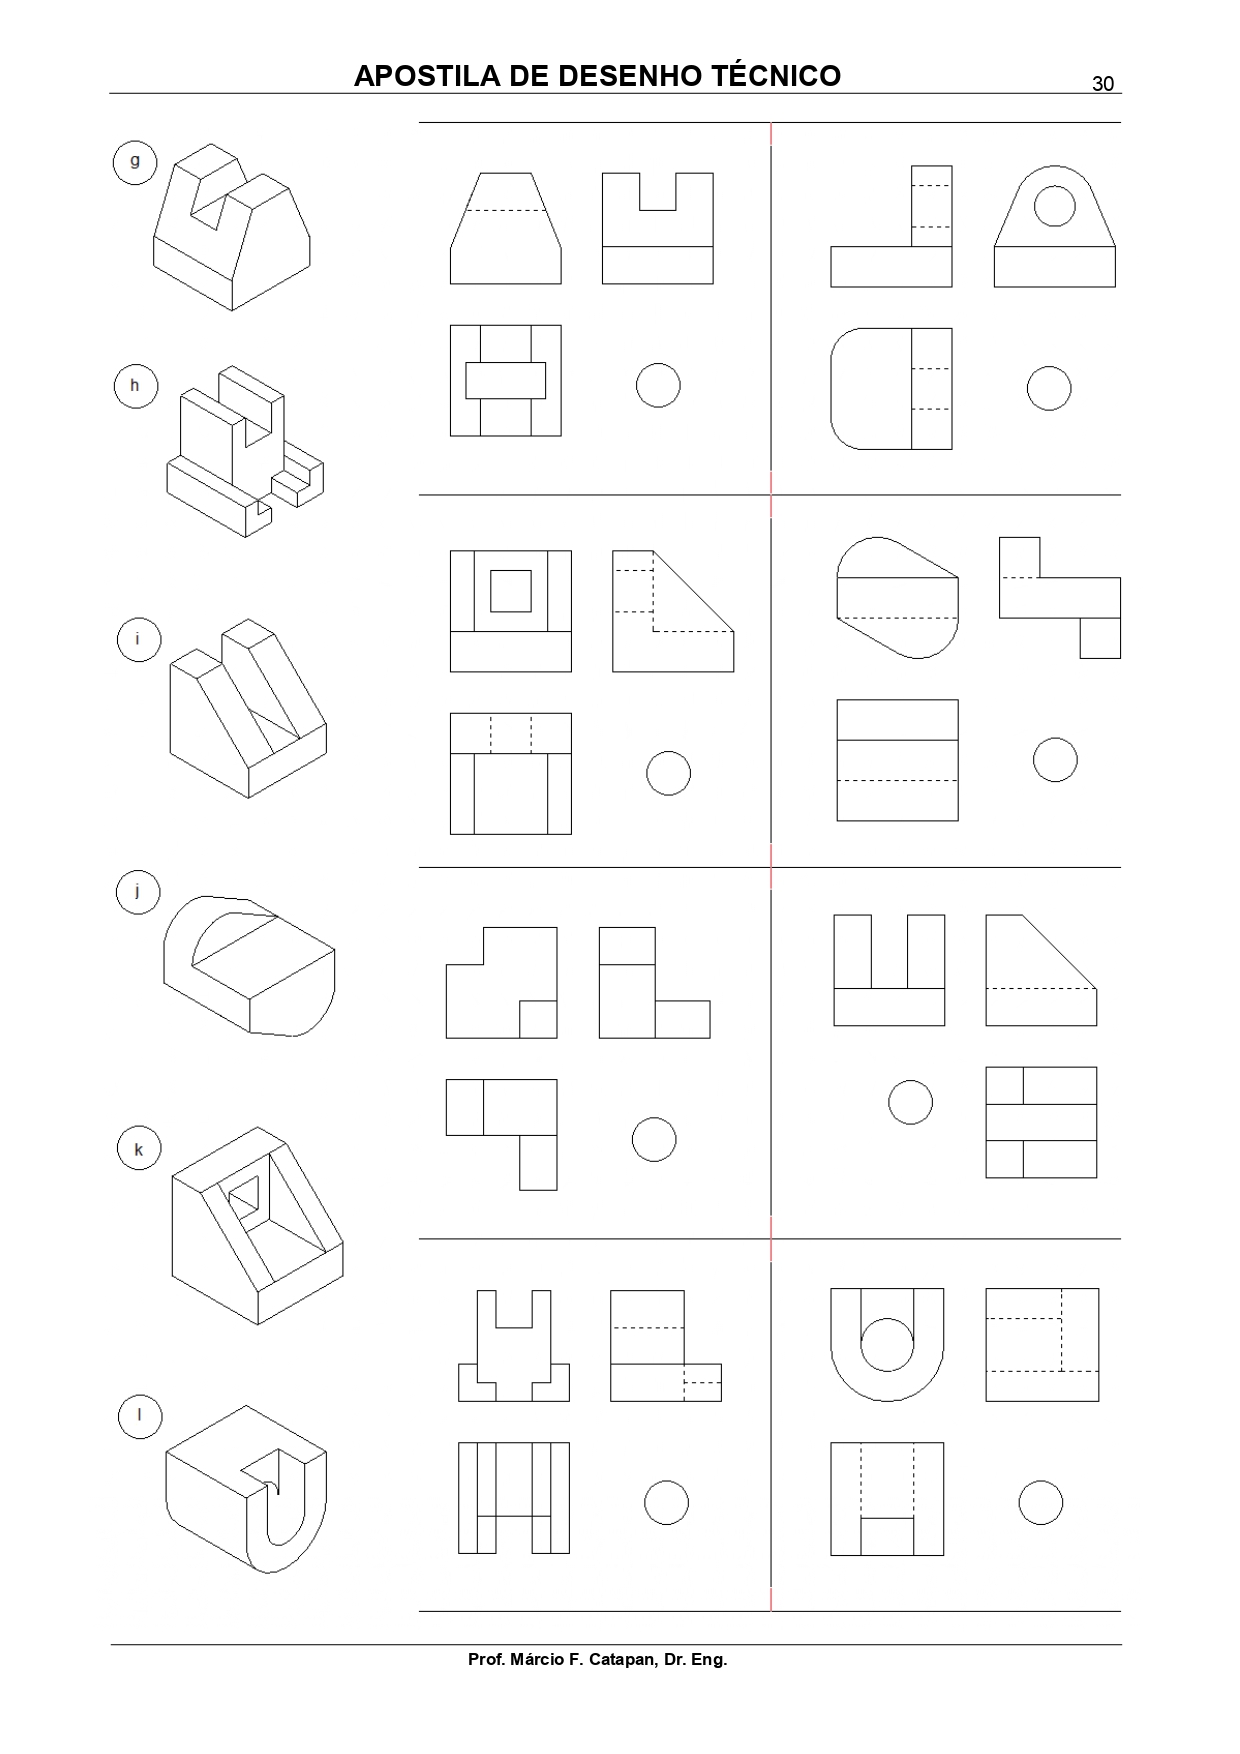 APOSTILA DE DESENHO TÉCNICO
30
g
h
i
j
k
l
Prof. Márcio F. Catapan, Dr. Eng.